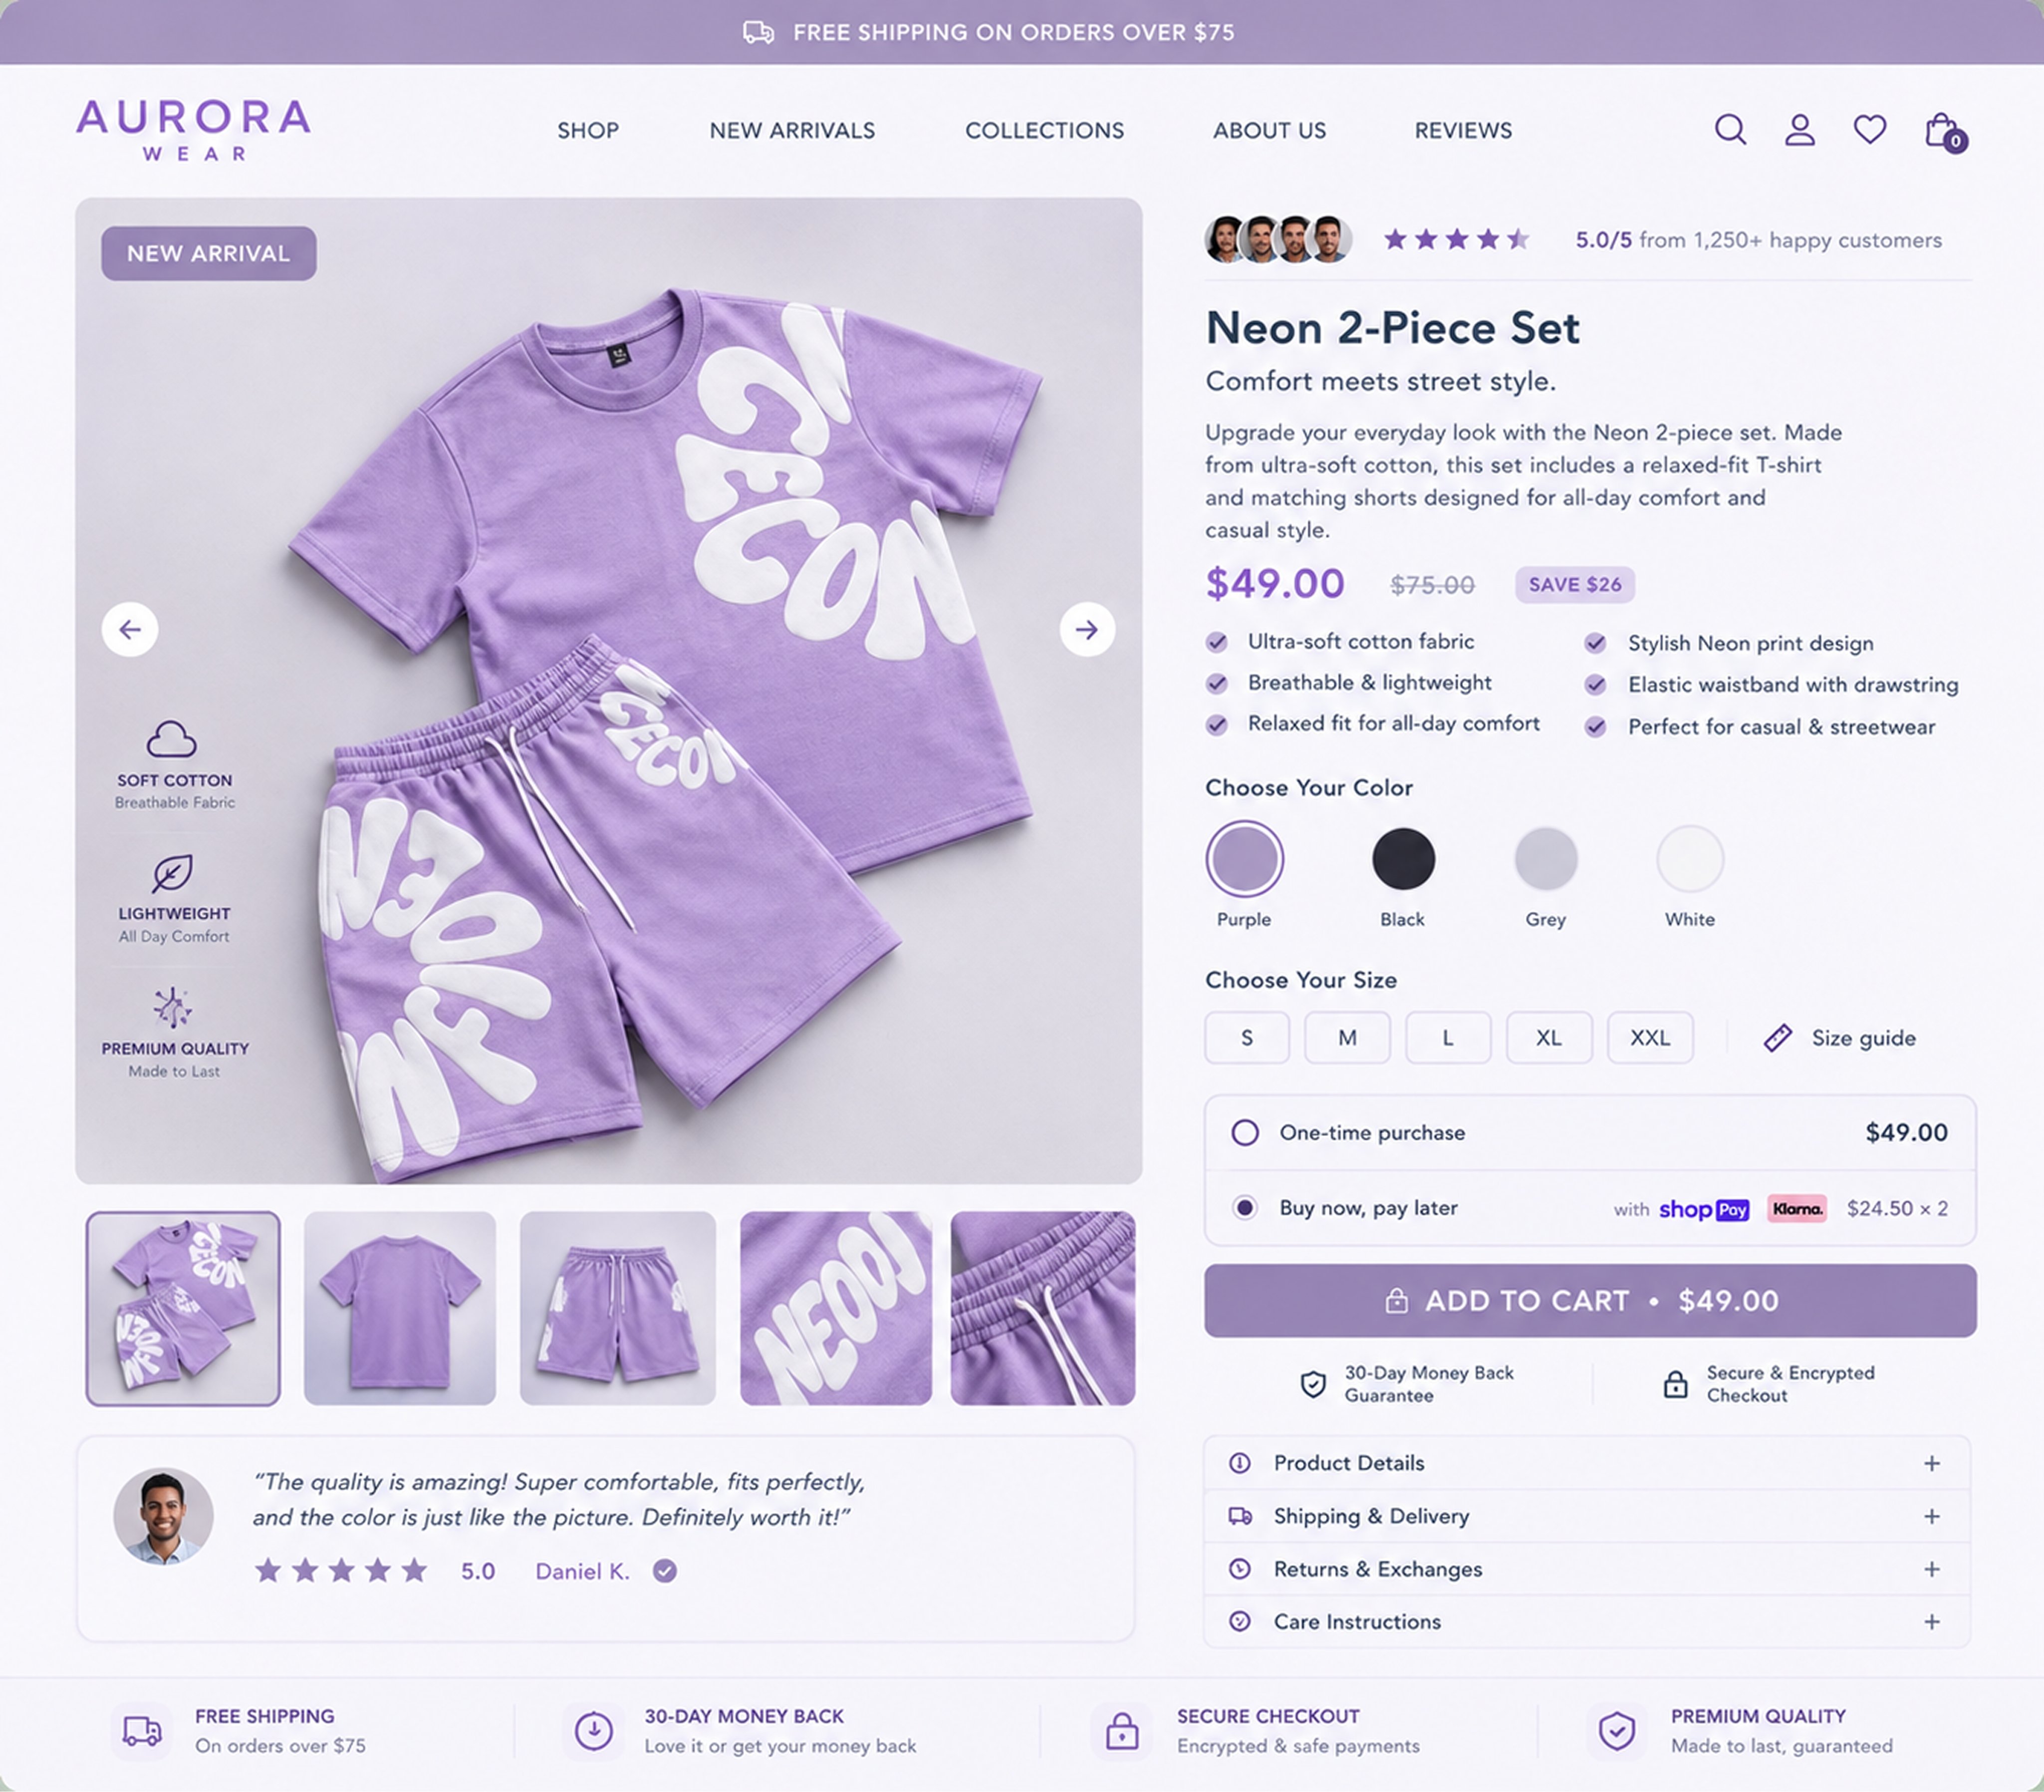 FREE SHIPPING ON ORDERS OVER $75
AURORA
WEAR
SHOP
NEW ARRIVALS
COLLECTIONS
ABOUT US
REVIEWS
0
NEW ARRIVAL
CECON
CECON
SOFT COTTON
Breathable Fabric
LIGHTWEIGHT
All Day Comfort
PREMIUM QUALITY
Made to Last
NEOOJ
“The quality is amazing! Super comfortable, fits perfectly,
and the color is just like the picture. Definitely worth it!”
5.0 Daniel K.
5.0/5 from 1,250+ happy customers
Neon 2-Piece Set
Comfort meets street style.
Upgrade your everyday look with the Neon 2-piece set. Made
from ultra-soft cotton, this set includes a relaxed-fit T-shirt
and matching shorts designed for all-day comfort and
casual style.
$49.00 $75.00 SAVE $26
Ultra-soft cotton fabric
Breathable & lightweight
Relaxed fit for all-day comfort
Stylish Neon print design
Elastic waistband with drawstring
Perfect for casual & streetwear
Choose Your Color
Purple
Black
Grey
White
Choose Your Size
S M L XL XXL Size guide
One-time purchase $49.00
Buy now, pay later with shop Pay Klarna. $24.50 × 2
ADD TO CART • $49.00
30-Day Money Back
Guarantee
Secure & Encrypted
Checkout
Product Details +
Shipping & Delivery +
Returns & Exchanges +
Care Instructions +
FREE SHIPPING
On orders over $75
30-DAY MONEY BACK
Love it or get your money back
SECURE CHECKOUT
Encrypted & safe payments
PREMIUM QUALITY
Made to last, guaranteed